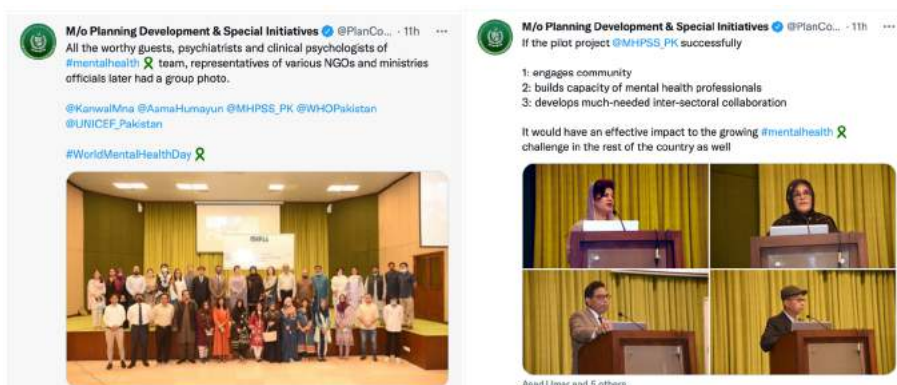 M/o Planning Development & Special Initiatives @PlanCo... · 11h
All the worthy guests, psychiatrists and clinical psychologists of
#mentalhealth team, representatives of various NGOs and ministries
officials later had a group photo.
@KanwalMna @AamaHumayun @MHPSS_PK @WHOPakistan
@UNICEF_Pakistan
#WorldMentalHealthDay
M/o Planning Development & Special Initiatives @PlanCo... · 11h
If the pilot project @MHPSS_PK successfully
1: engages community
2: builds capacity of mental health professionals
3: develops much-needed inter-sectoral collaboration
It would have an effective impact to the growing #mentalhealth
challenge in the rest of the country as well
Asad Umar and 5 others